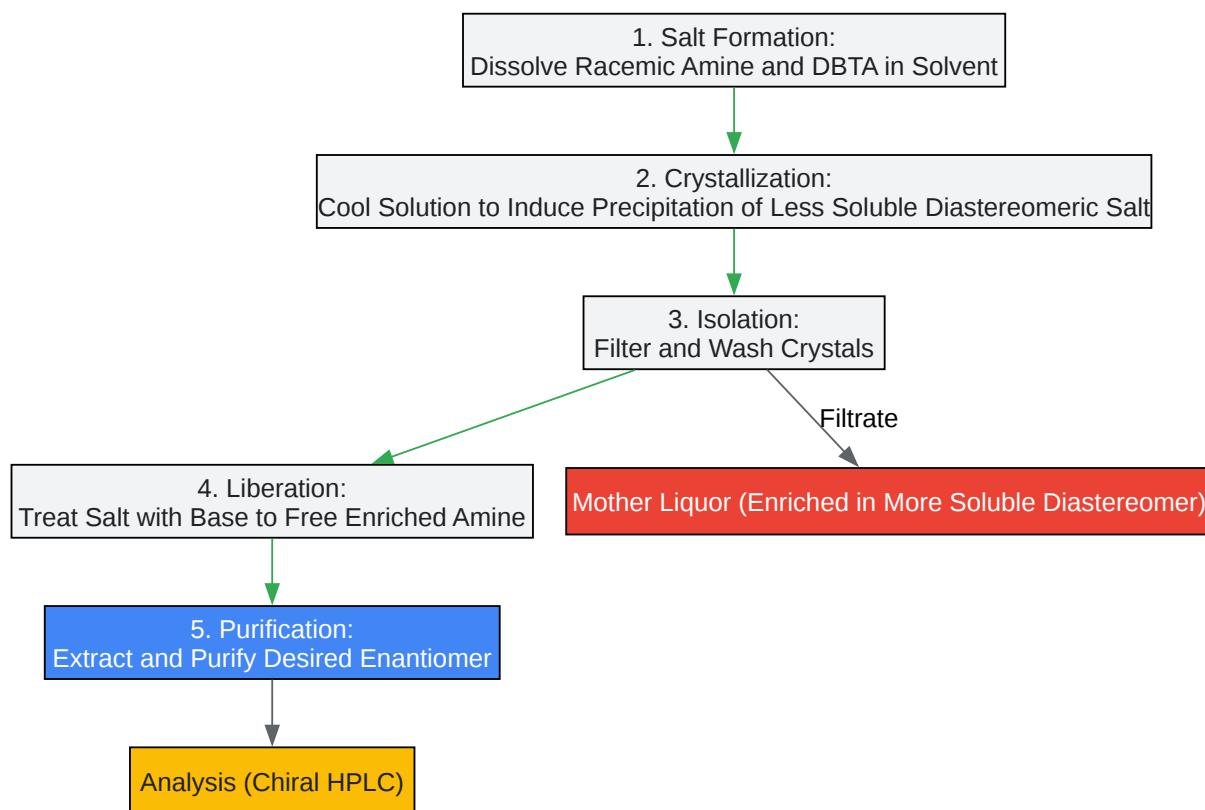 1. Salt Formation:
Dissolve Racemic Amine and DBTA in Solvent
2. Crystallization:
Cool Solution to Induce Precipitation of Less Soluble Diastereomeric Salt
3. Isolation:
Filter and Wash Crystals
Filtrate
4. Liberation:
Treat Salt with Base to Free Enriched Amine
Mother Liquor (Enriched in More Soluble Diastereomer)
5. Purification:
Extract and Purify Desired Enantiomer
Analysis (Chiral HPLC)